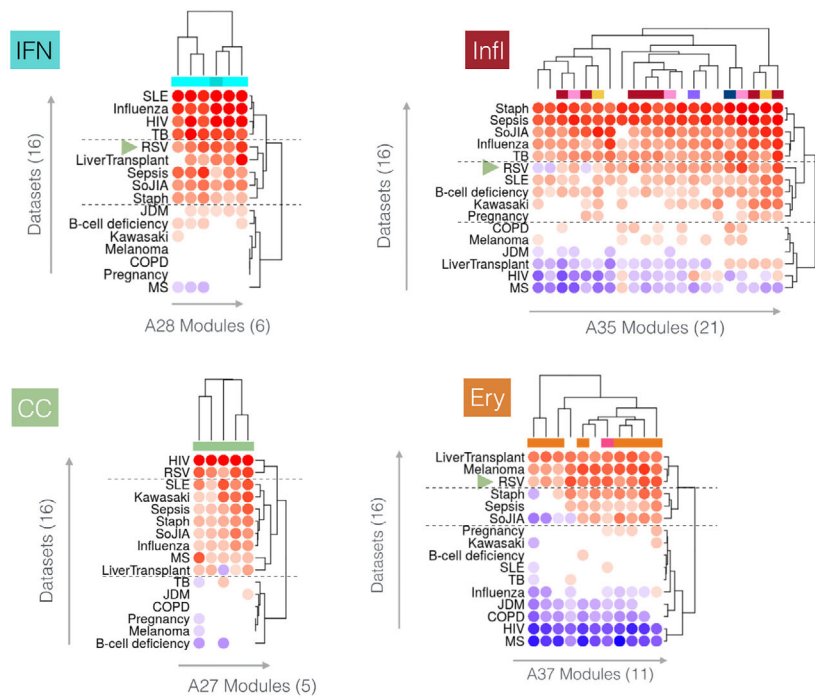 IFN
SLE
Influenza
HIV
TB
RSV
LiverTransplant
Sepsis
SoJIA
Staph
JDM
B-cell deficiency
Kawasaki
Melanoma
COPD
Pregnancy
MS
Datasets (16)
A28 Modules (6)
Infl
Staph
Sepsis
SoJIA
Influenza
TB
RSV
SLE
B-cell deficiency
Kawasaki
Pregnancy
COPD
Melanoma
JDM
LiverTransplant
HIV
MS
Datasets (16)
A35 Modules (21)
CC
HIV
RSV
SLE
Kawasaki
Sepsis
Staph
SoJIA
Influenza
MS
LiverTransplant
TB
JDM
COPD
Pregnancy
Melanoma
B-cell deficiency
Datasets (16)
A27 Modules (5)
Ery
LiverTransplant
Melanoma
RSV
Staph
Sepsis
SoJIA
Pregnancy
Kawasaki
B-cell deficiency
SLE
TB
Influenza
JDM
COPD
HIV
MS
Datasets (16)
A37 Modules (11)